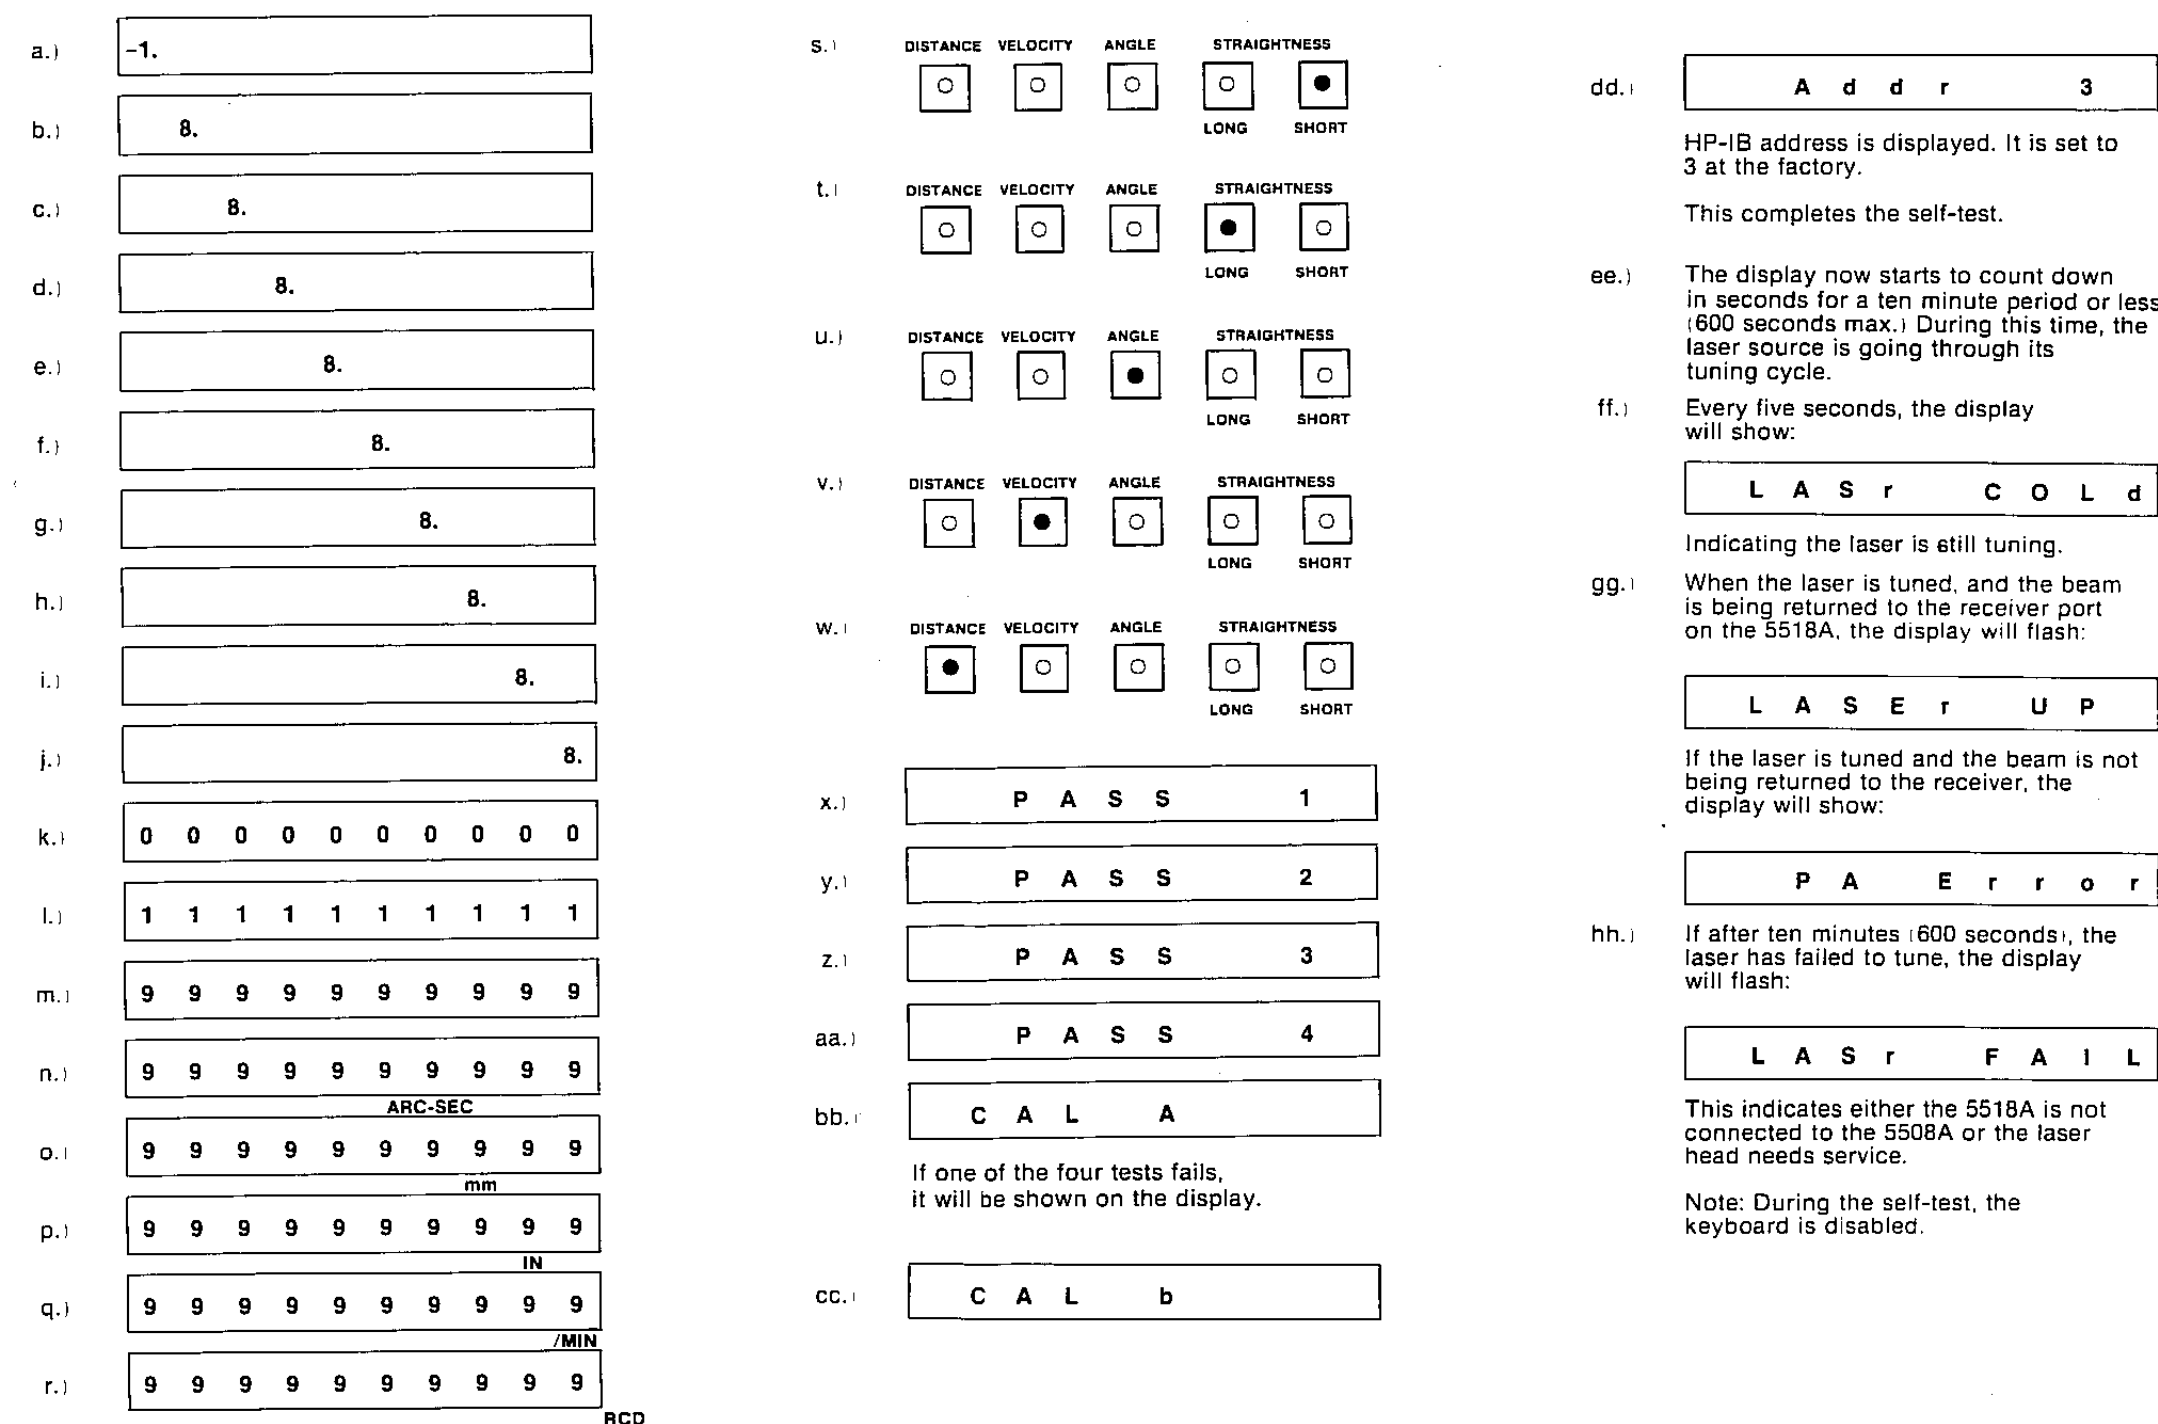 a.) -1.
b.) 8.
c.) 8.
d.) 8.
e.) 8.
f.) 8.
g.) 8.
h.) 8.
i.) 8.
j.) 8.
k.) 0 0 0 0 0 0 0 0 0 0
l.) 1 1 1 1 1 1 1 1 1 1
m.) 9 9 9 9 9 9 9 9 9 9
n.) 9 9 9 9 9 9 9 9 9 9
ARC-SEC
o.) 9 9 9 9 9 9 9 9 9 9
mm
p.) 9 9 9 9 9 9 9 9 9 9
IN
q.) 9 9 9 9 9 9 9 9 9 9
/MIN
r.) 9 9 9 9 9 9 9 9 9 9
RCD
s.) DISTANCE VELOCITY ANGLE STRAIGHTNESS
LONG SHORT
t.) DISTANCE VELOCITY ANGLE STRAIGHTNESS
LONG SHORT
u.) DISTANCE VELOCITY ANGLE STRAIGHTNESS
LONG SHORT
v.) DISTANCE VELOCITY ANGLE STRAIGHTNESS
LONG SHORT
w.) DISTANCE VELOCITY ANGLE STRAIGHTNESS
LONG SHORT
x.) P A S S 1
y.) P A S S 2
z.) P A S S 3
aa.) P A S S 4
bb.) C A L A
If one of the four tests fails,
it will be shown on the display.
cc.) C A L b
dd.) A d d r 3
HP-IB address is displayed. It is set to
3 at the factory.
This completes the self-test.
ee.) The display now starts to count down
in seconds for a ten minute period or less
(600 seconds max.) During this time, the
laser source is going through its
tuning cycle.
ff.) Every five seconds, the display
will show:
L A S r C O L d
Indicating the laser is still tuning.
gg.) When the laser is tuned, and the beam
is being returned to the receiver port
on the 5518A, the display will flash:
L A S E r U P
If the laser is tuned and the beam is not
being returned to the receiver, the
display will show:
P A E r r o r
hh.) If after ten minutes (600 seconds), the
laser has failed to tune, the display
will flash:
L A S r F A I L
This indicates either the 5518A is not
connected to the 5508A or the laser
head needs service.
Note: During the self-test, the
keyboard is disabled.